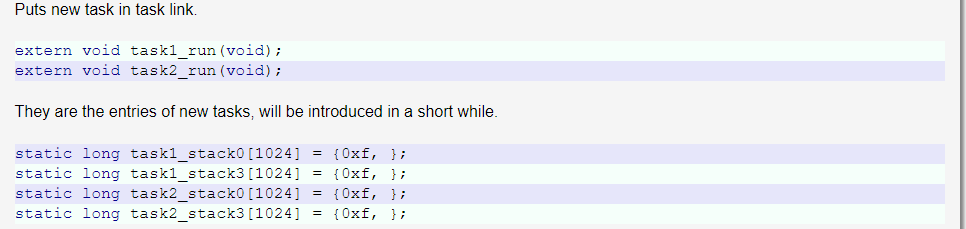 Puts new task in task link.
extern void task1_run(void);
extern void task2_run(void);
They are the entries of new tasks, will be introduced in a short while.
static long task1_stack0[1024] = {0xf, };
static long task1_stack3[1024] = {0xf, };
static long task2_stack0[1024] = {0xf, };
static long task2_stack3[1024] = {0xf, };